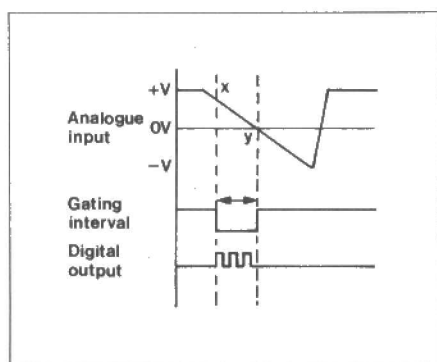 +V
x
Analogue
input
0V
y
-V
Gating
interval
Digital
output